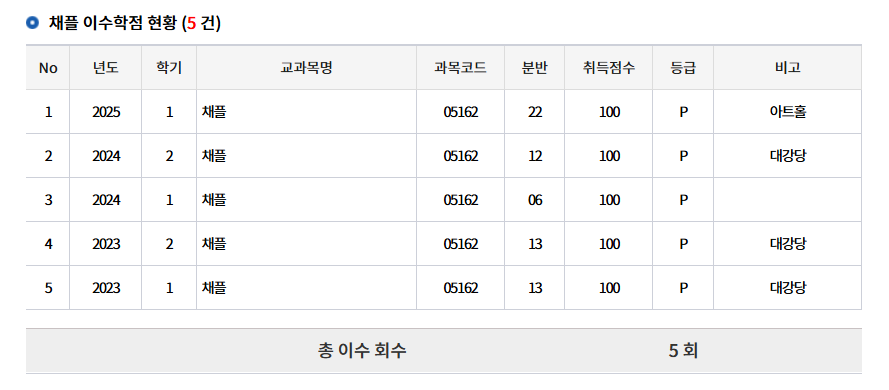 채플 이수학점 현황 (5 건)
No 년도 학기 교과목명 과목코드 분반 취득점수 등급 비고
1 2025 1 채플 05162 22 100 P 아트홀
2 2024 2 채플 05162 12 100 P 대강당
3 2024 1 채플 05162 06 100 P
4 2023 2 채플 05162 13 100 P 대강당
5 2023 1 채플 05162 13 100 P 대강당
총 이수 회수 5 회